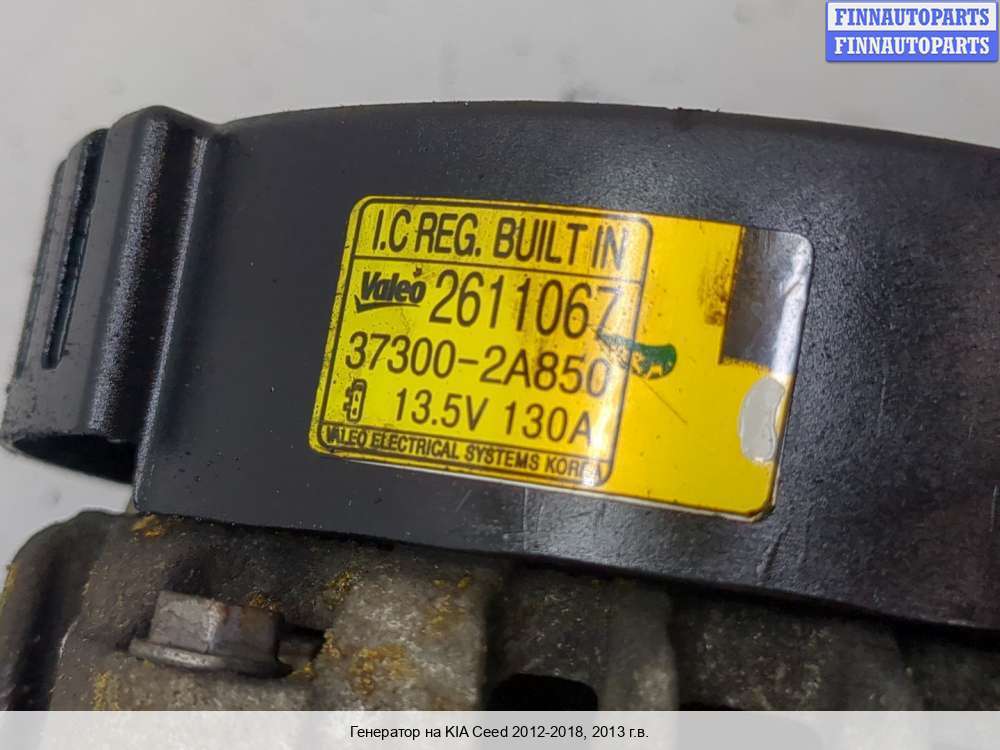 FINNAUTOPARTS
FINNAUTOPARTS
I.C REG. BUILT IN
Valeo 2611067
37300-2A850
13.5V 130A
VALEO ELECTRICAL SYSTEMS KOREA
Генератор на KIA Ceed 2012-2018, 2013 г.в.